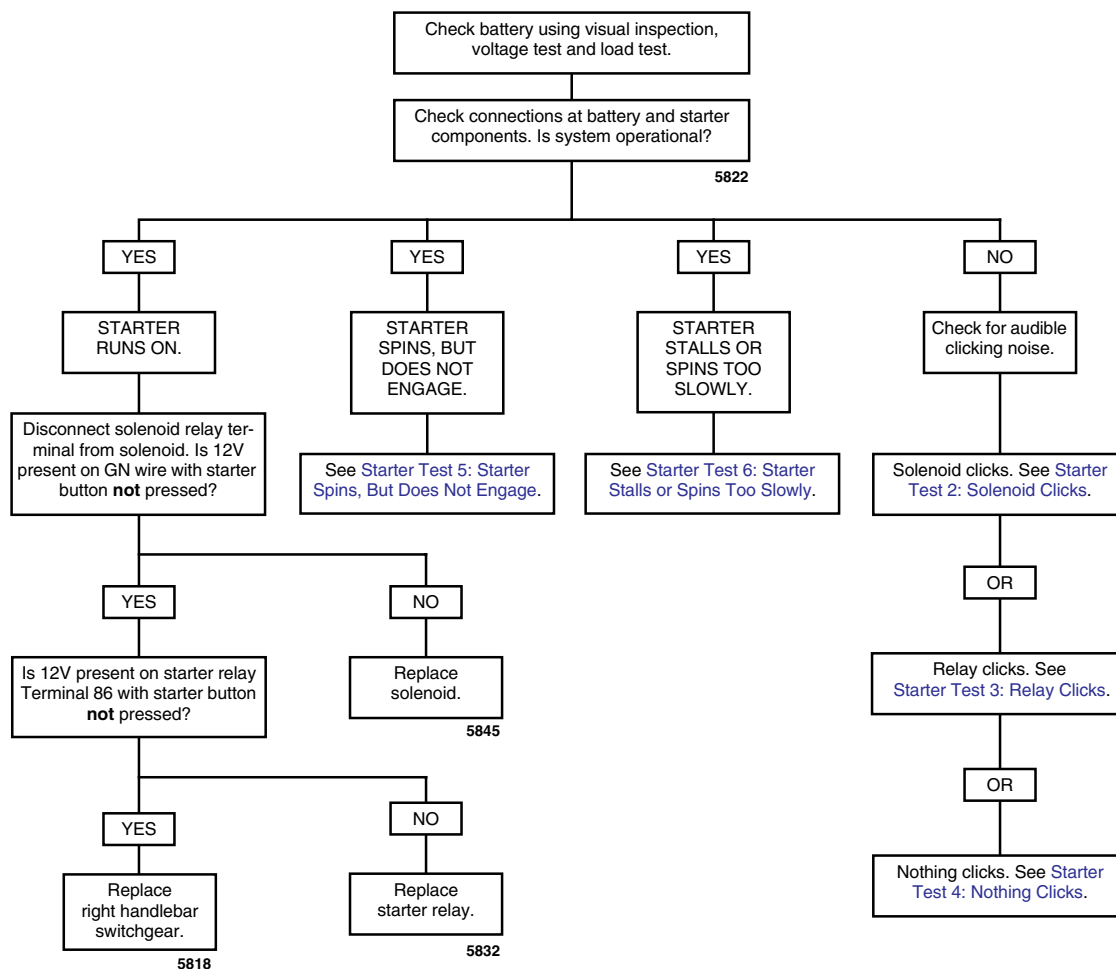 Check battery using visual inspection,
voltage test and load test.
Check connections at battery and starter
components. Is system operational?
5822
YES
YES
YES
NO
STARTER
RUNS ON.
STARTER
SPINS, BUT
DOES NOT
ENGAGE.
STARTER
STALLS OR
SPINS TOO
SLOWLY.
Check for audible
clicking noise.
Disconnect solenoid relay ter-
minal from solenoid. Is 12V
present on GN wire with starter
button not pressed?
See Starter Test 5: Starter
Spins, But Does Not Engage.
See Starter Test 6: Starter
Stalls or Spins Too Slowly.
Solenoid clicks. See Starter
Test 2: Solenoid Clicks.
YES
NO
OR
Is 12V present on starter relay
Terminal 86 with starter button
not pressed?
Replace
solenoid.
5845
Relay clicks. See
Starter Test 3: Relay Clicks.
YES
NO
OR
Replace
right handlebar
switchgear.
5818
Replace
starter relay.
5832
Nothing clicks. See Starter
Test 4: Nothing Clicks.